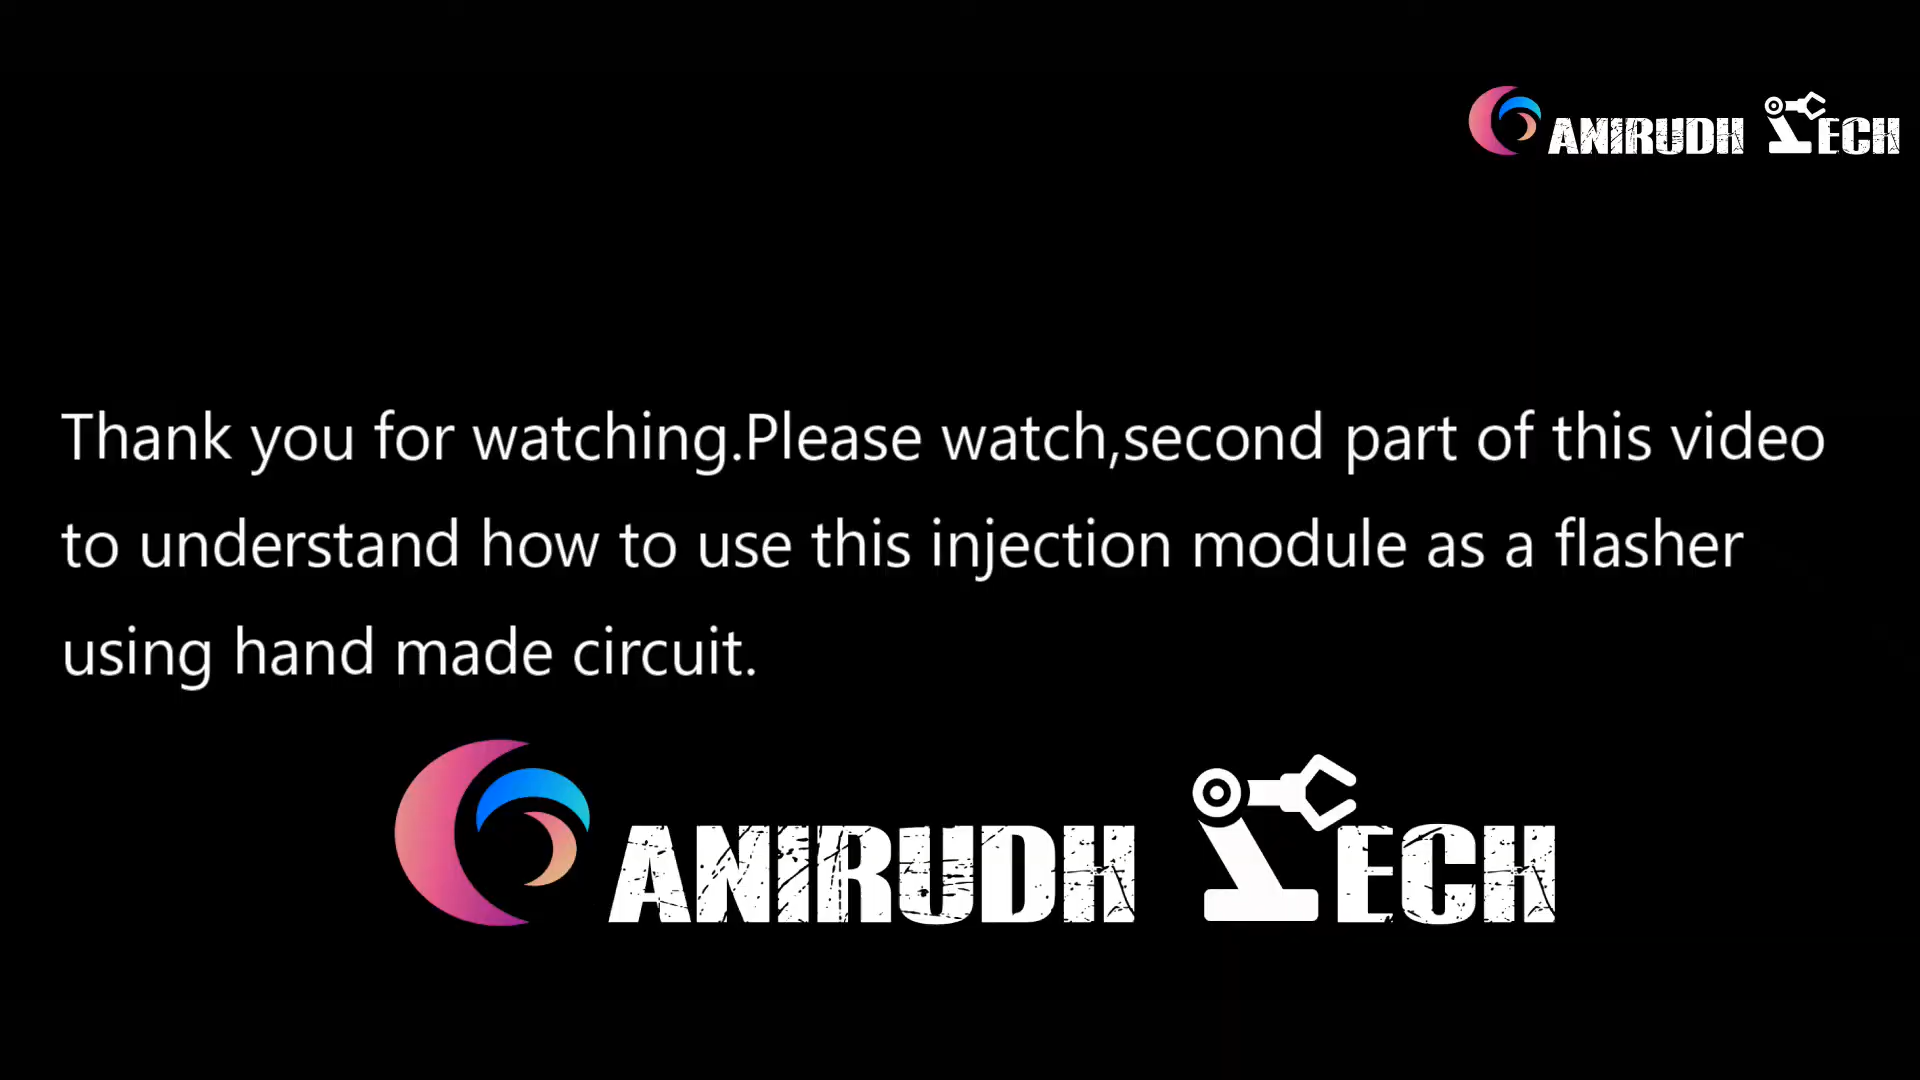 ANIRUDH TECH
Thank you for watching.Please watch,second part of this video
to understand how to use this injection module as a flasher
using hand made circuit.
ANIRUDH TECH